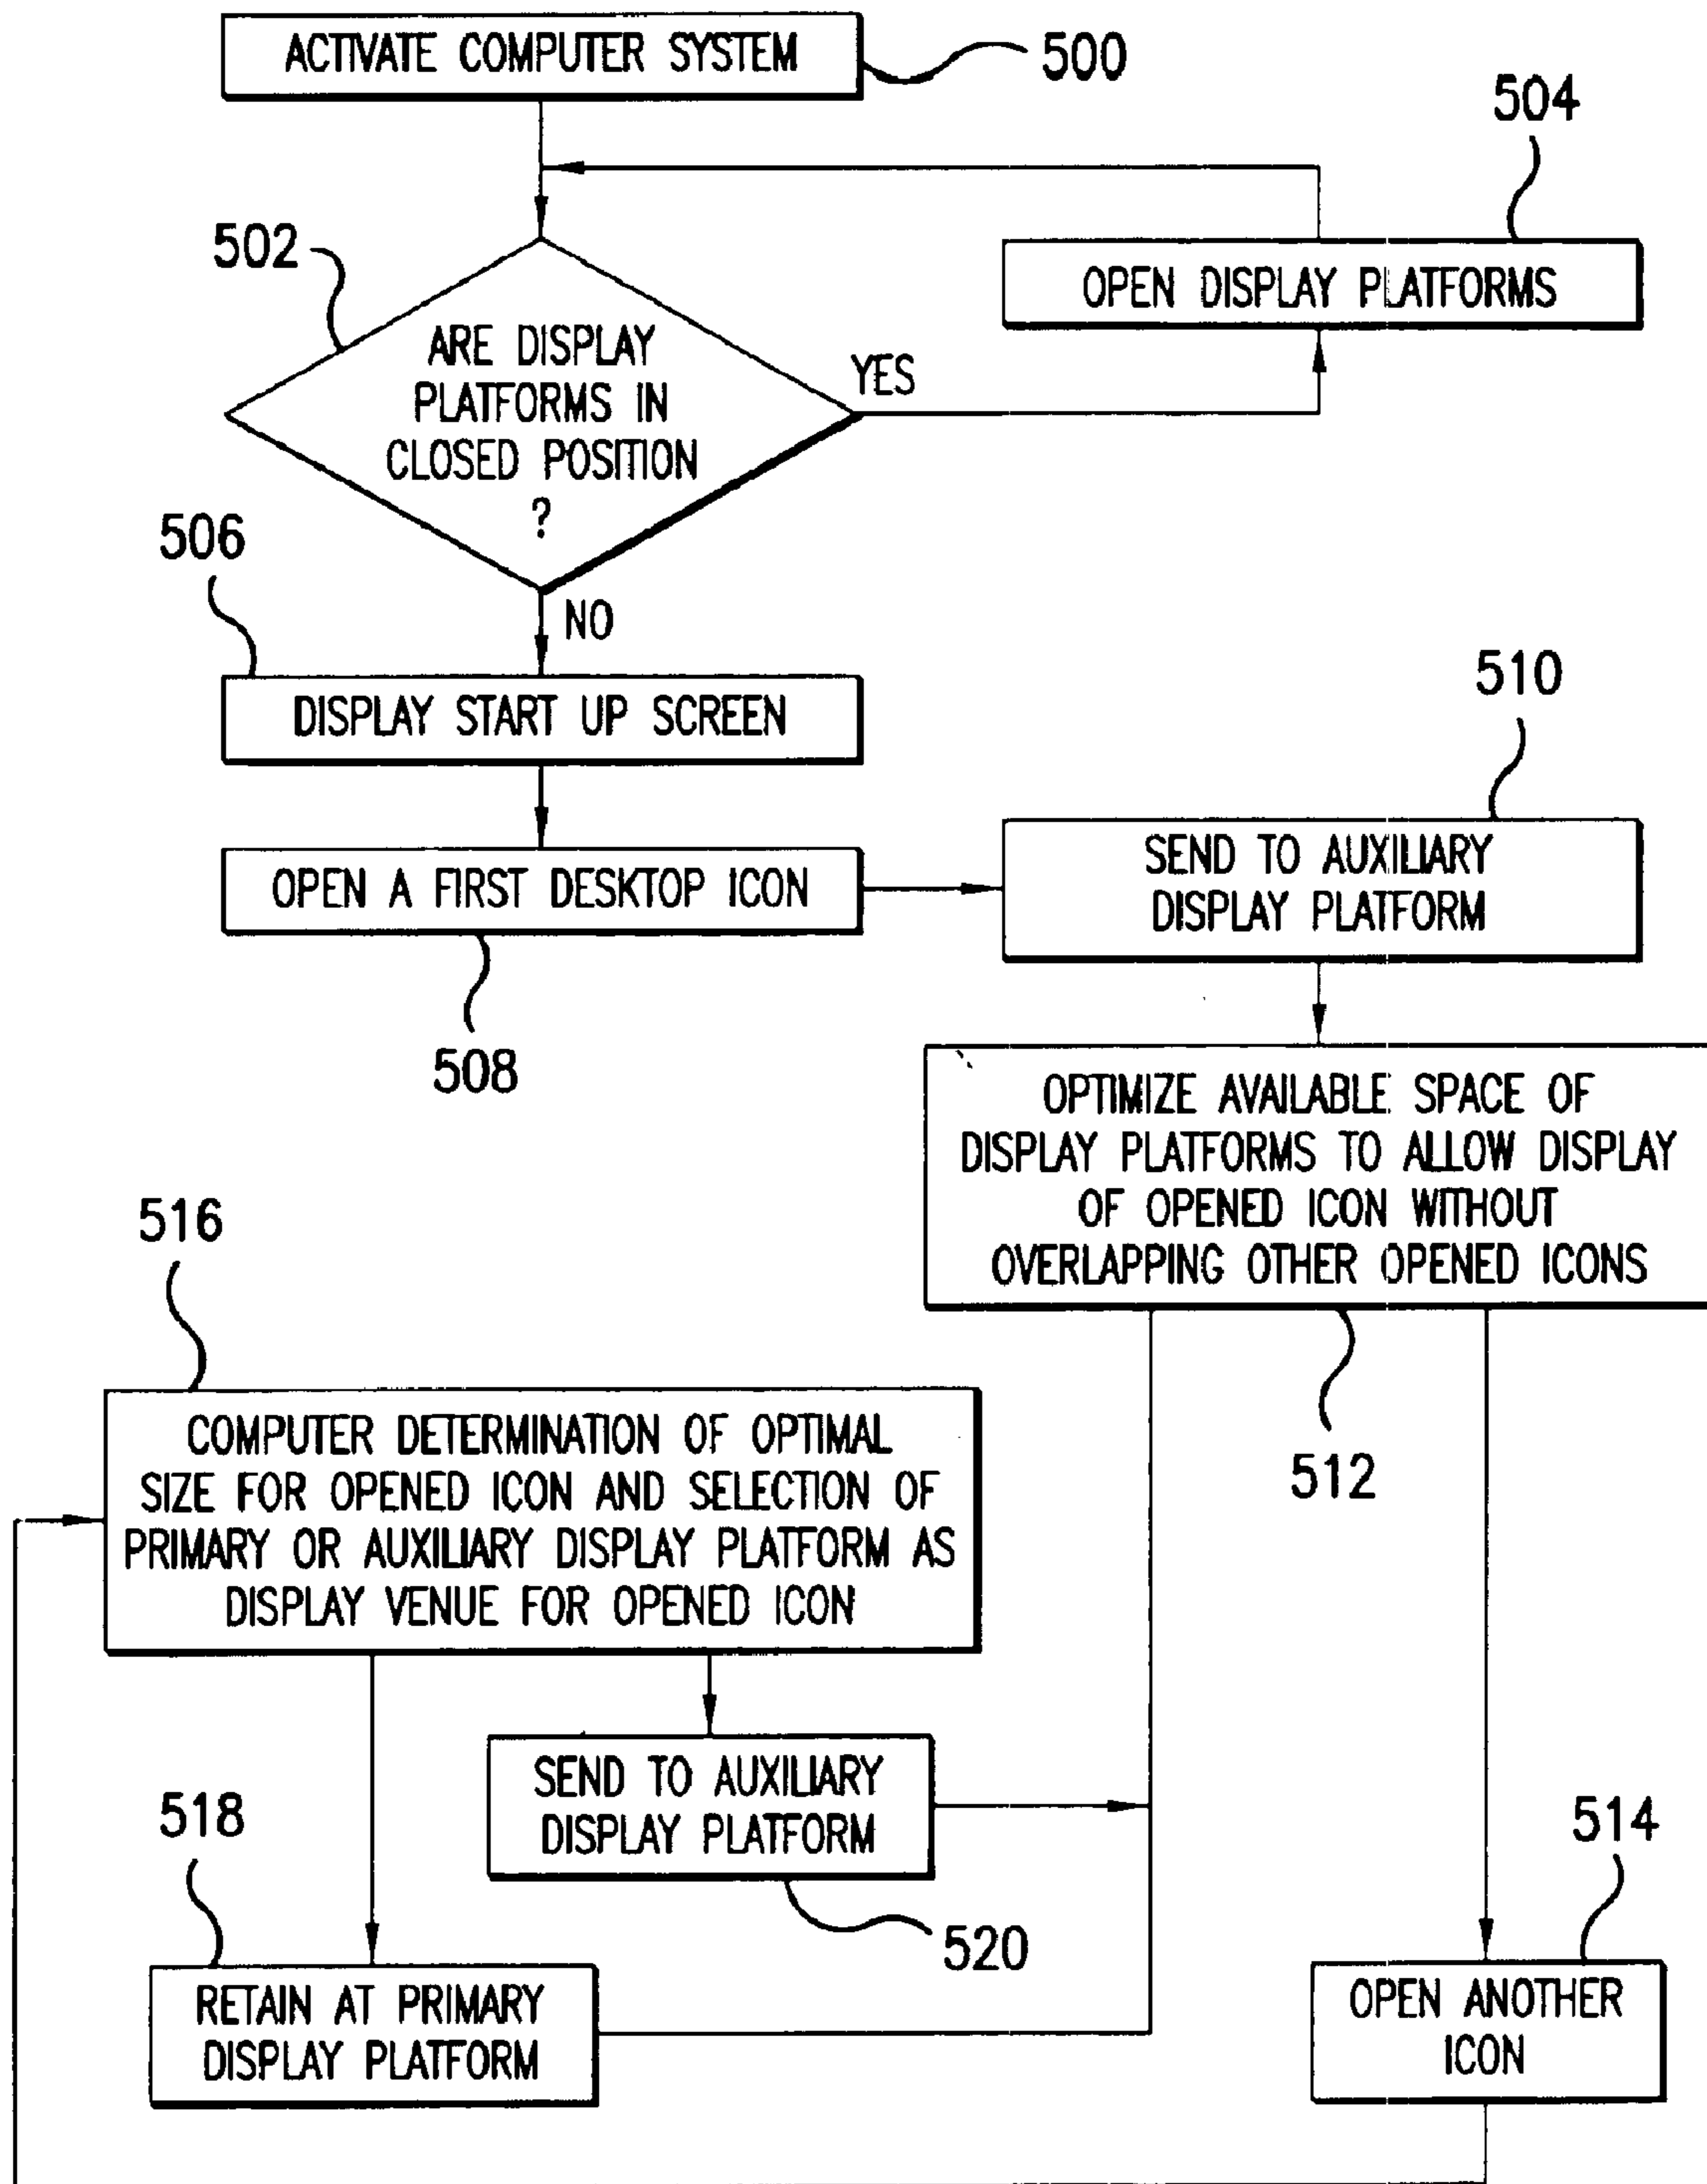 ACTIVATE COMPUTER SYSTEM
500
504
502
OPEN DISPLAY PLATFORMS
ARE DISPLAY
PLATFORMS IN
CLOSED POSITION
?
YES
506
NO
DISPLAY START UP SCREEN
510
OPEN A FIRST DESKTOP ICON
SEND TO AUXILIARY
DISPLAY PLATFORM
508
OPTIMIZE AVAILABLE SPACE OF
DISPLAY PLATFORMS TO ALLOW DISPLAY
OF OPENED ICON WITHOUT
OVERLAPPING OTHER OPENED ICONS
516
512
COMPUTER DETERMINATION OF OPTIMAL
SIZE FOR OPENED ICON AND SELECTION OF
PRIMARY OR AUXILIARY DISPLAY PLATFORM AS
DISPLAY VENUE FOR OPENED ICON
SEND TO AUXILIARY
DISPLAY PLATFORM
518
514
520
RETAIN AT PRIMARY
DISPLAY PLATFORM
OPEN ANOTHER
ICON